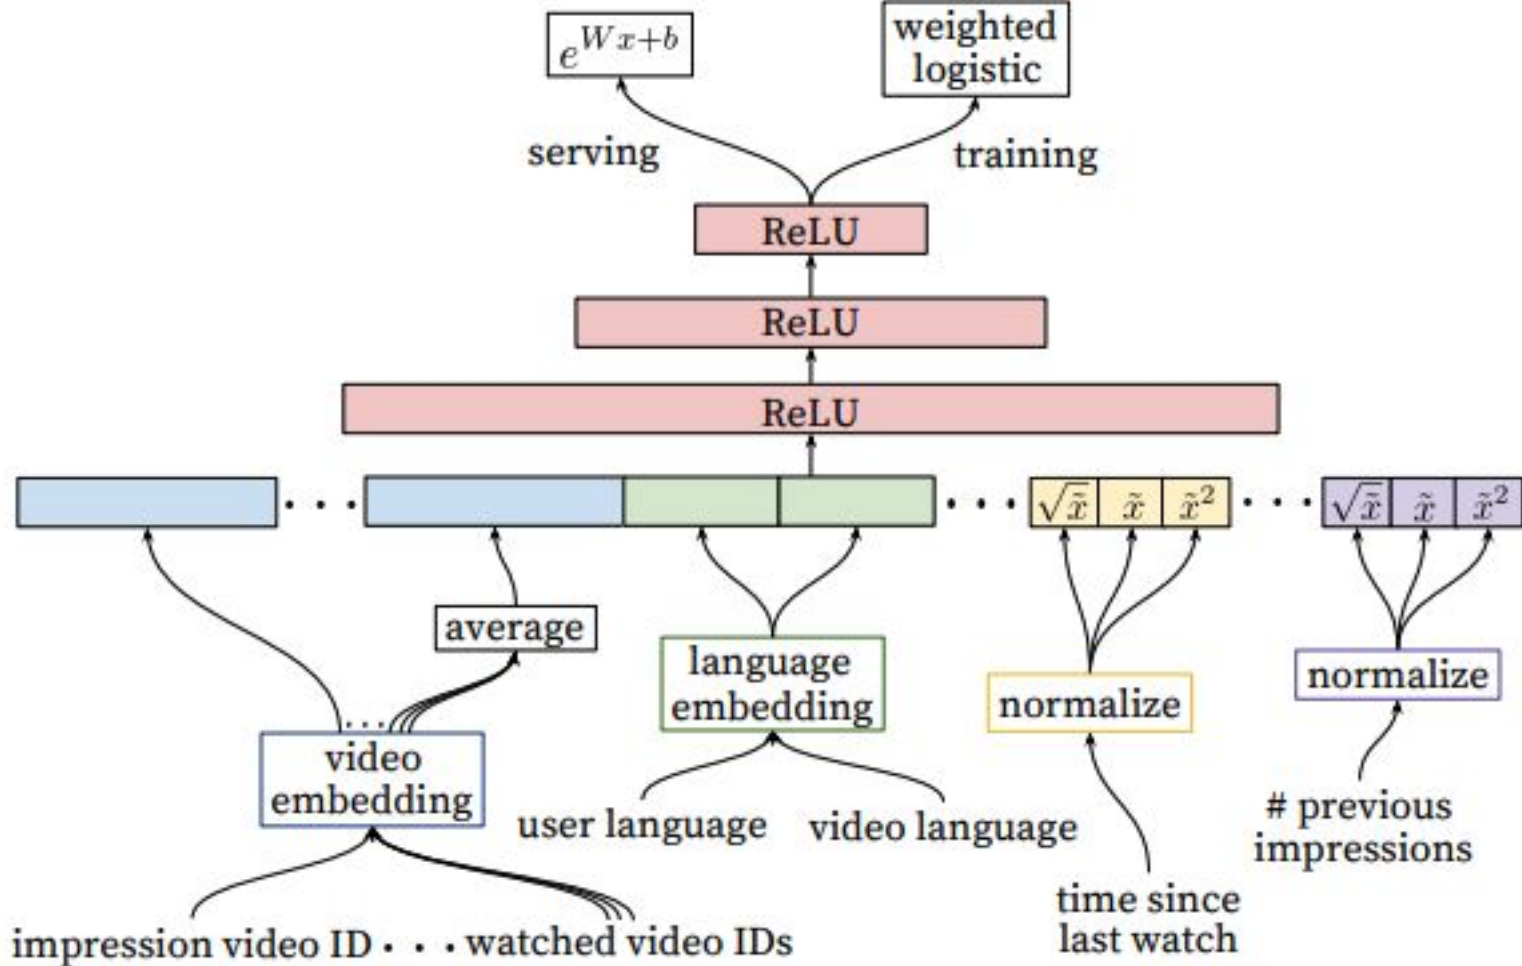 e^{Wx+b}
weighted
logistic
serving
training
ReLU
ReLU
ReLU
. . .
. . .
√x̃ x̃ x̃²
. . .
√x̃ x̃ x̃²
average
language
embedding
normalize
normalize
. . .
video
embedding
user language
video language
# previous
impressions
time since
last watch
impression video ID . . . watched video IDs